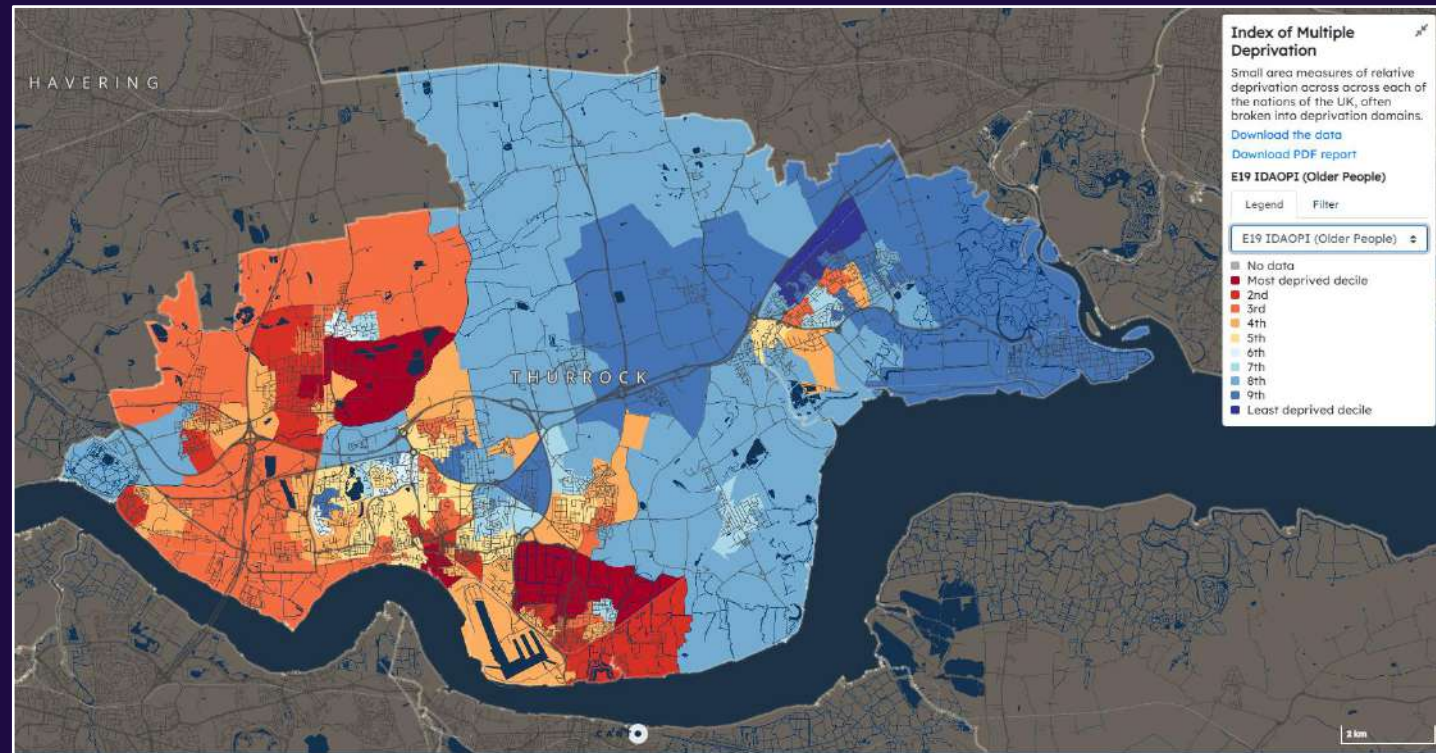 HAVERING
THURROCK
Index of Multiple
Deprivation
Small area measures of relative
deprivation across across each of
the nations of the UK, often
broken into deprivation domains.
Download the data
Download PDF report
E19 IDAOPI (Older People)
Legend Filter
E19 IDAOPI (Older People)
No data
Most deprived decile
2nd
3rd
4th
5th
6th
7th
8th
9th
Least deprived decile
2 km